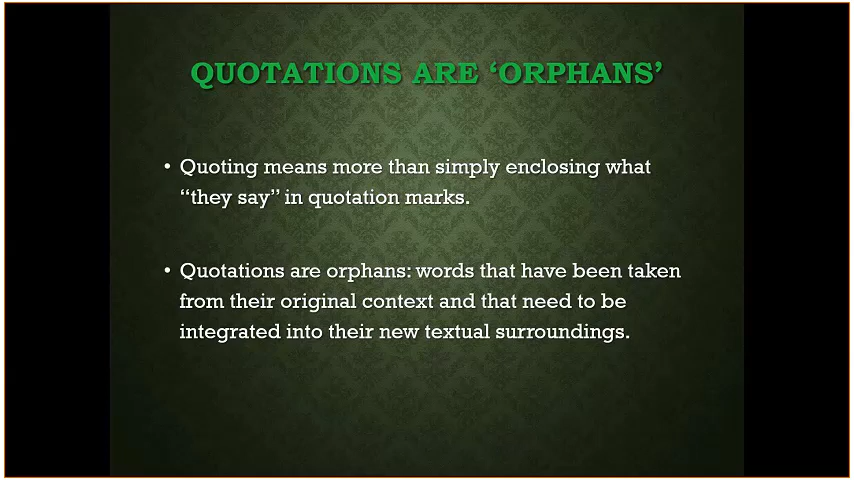 QUOTATIONS ARE ‘ORPHANS’
• Quoting means more than simply enclosing what
“they say” in quotation marks.
• Quotations are orphans: words that have been taken
from their original context and that need to be
integrated into their new textual surroundings.